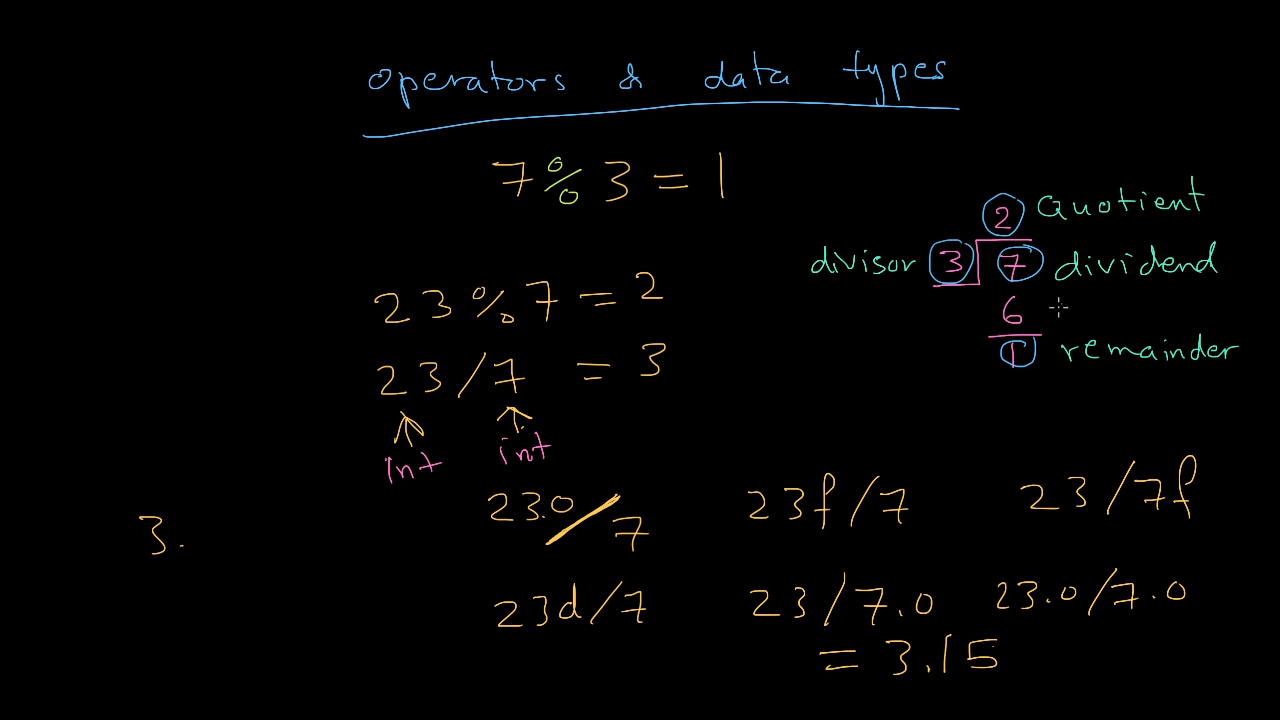 operators & data types
7 % 3 = 1
2 Quotient
divisor 3 7 dividend
6
1 remainder
23 % 7 = 2
23 / 7 = 3
int int
3.
23.0 / 7 23f / 7 23 / 7f
23d / 7 23 / 7.0 23.0 / 7.0
= 3.15